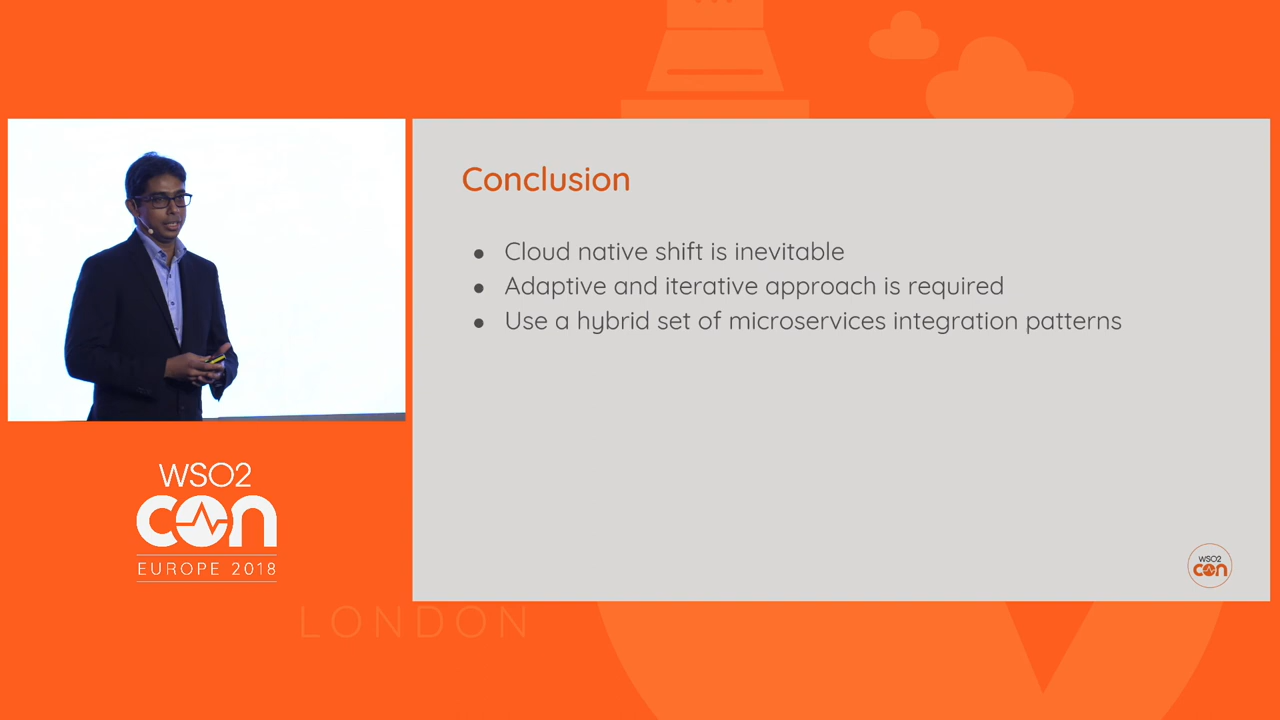 Conclusion
● Cloud native shift is inevitable
● Adaptive and iterative approach is required
● Use a hybrid set of microservices integration patterns
WSO2
con
EUROPE 2018
LONDON
WSO2
con